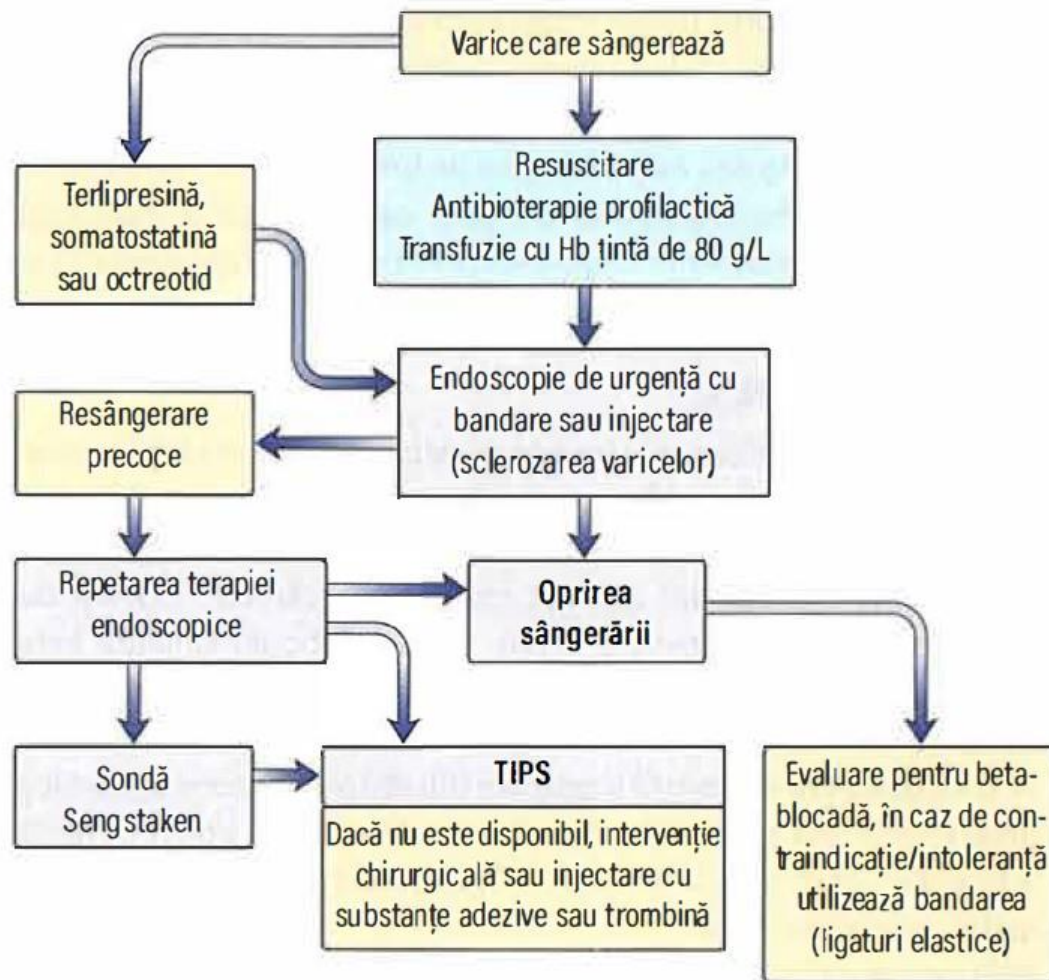 Varice care sângerează
Terlipresină,
somatostatină
sau octreotid
Resuscitare
Antibioterapie profilactică
Transfuzie cu Hb țintă de 80 g/L
Endoscopie de urgență cu
bandare sau injectare
(sclerozarea varicelor)
Resângerare
precoce
Repetarea terapiei
endoscopice
Oprirea
sângerării
Sondă
Sengstaken
TIPS
Dacă nu este disponibil, intervenție
chirurgicală sau injectare cu
substanțe adezive sau trombină
Evaluare pentru beta-
blocadă, în caz de con-
traindicație/intoleranță
utilizează bandarea
(ligaturi elastice)